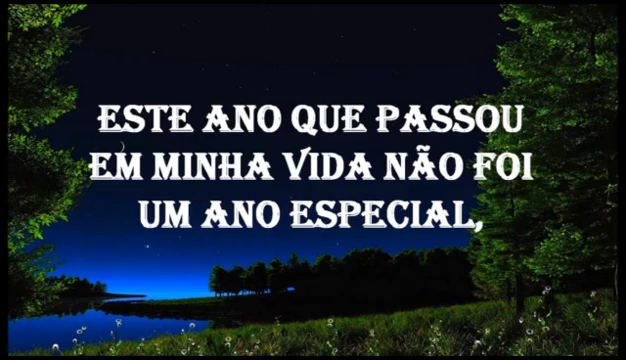 ESTE ANO QUE PASSOU
EM MINHA VIDA NÃO FOI
UM ANO ESPECIAL,